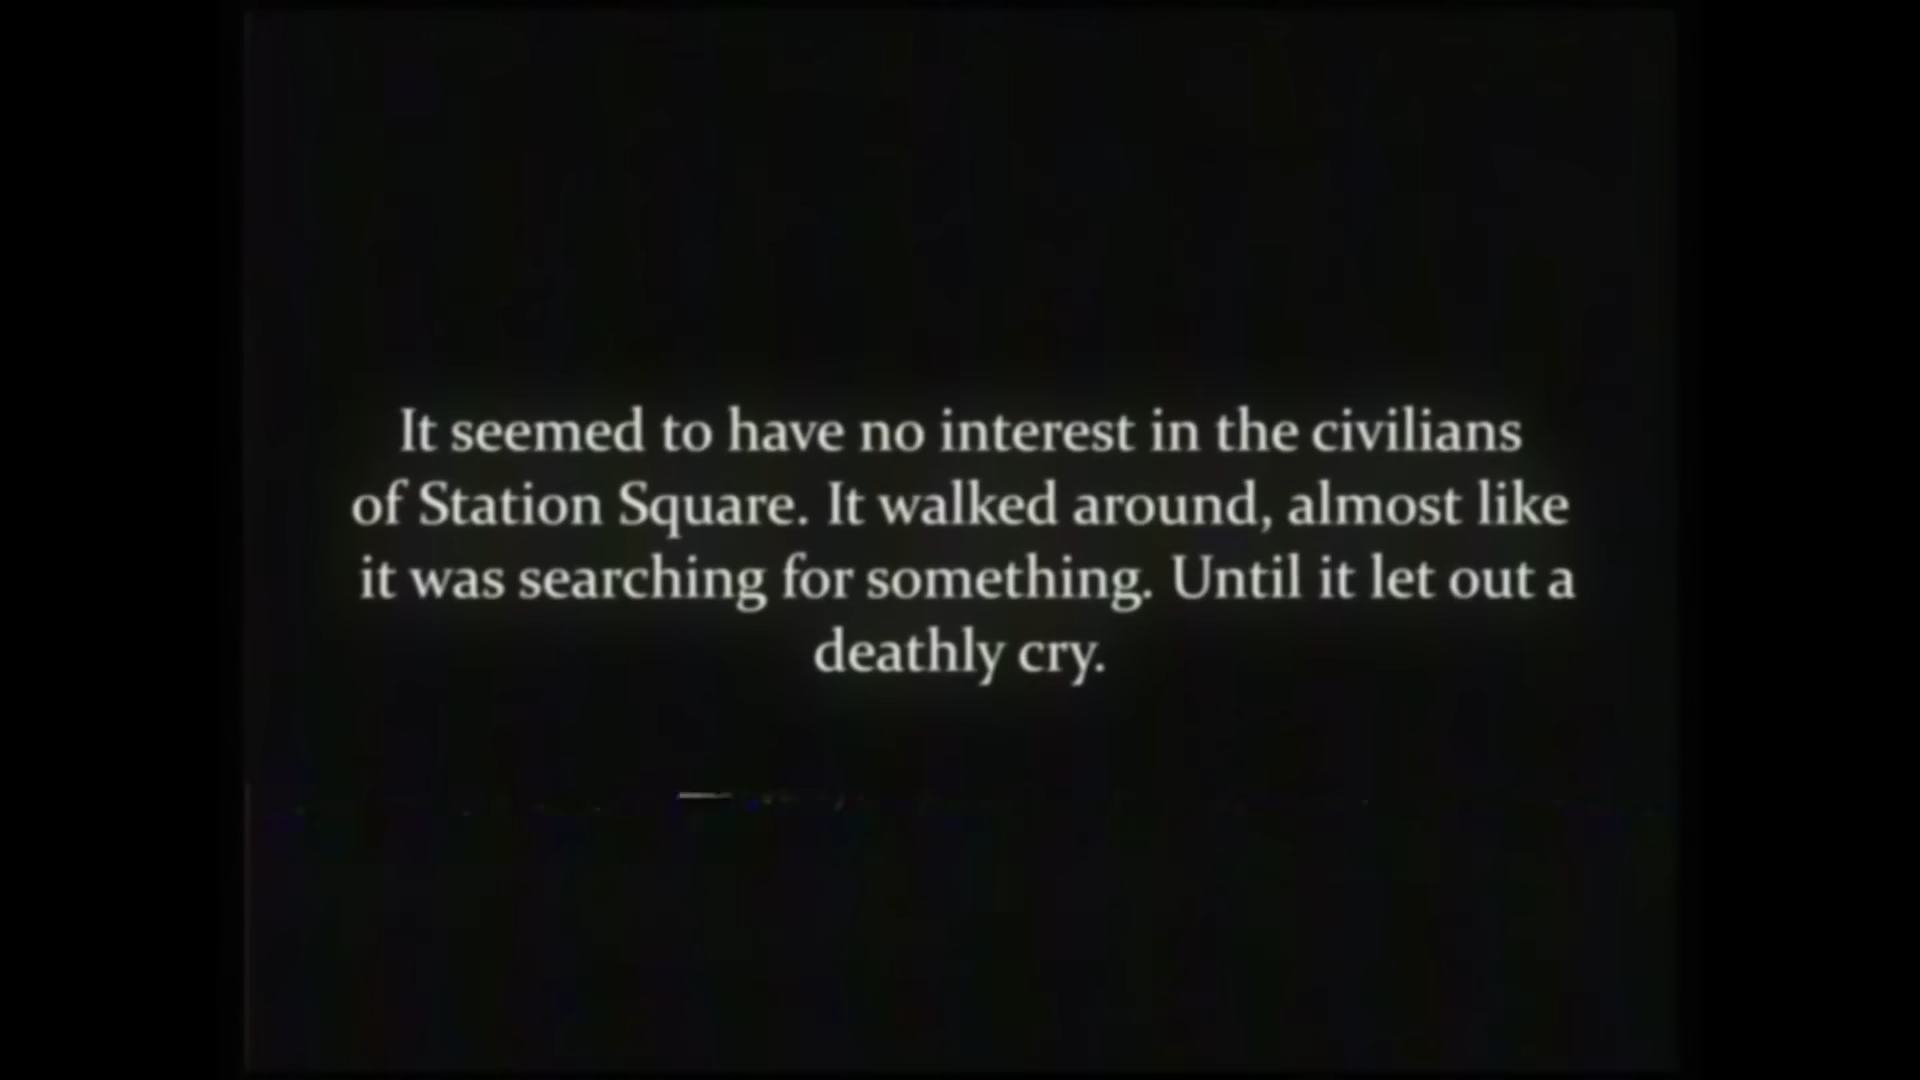 It seemed to have no interest in the civilians
of Station Square. It walked around, almost like
it was searching for something. Until it let out a
deathly cry.